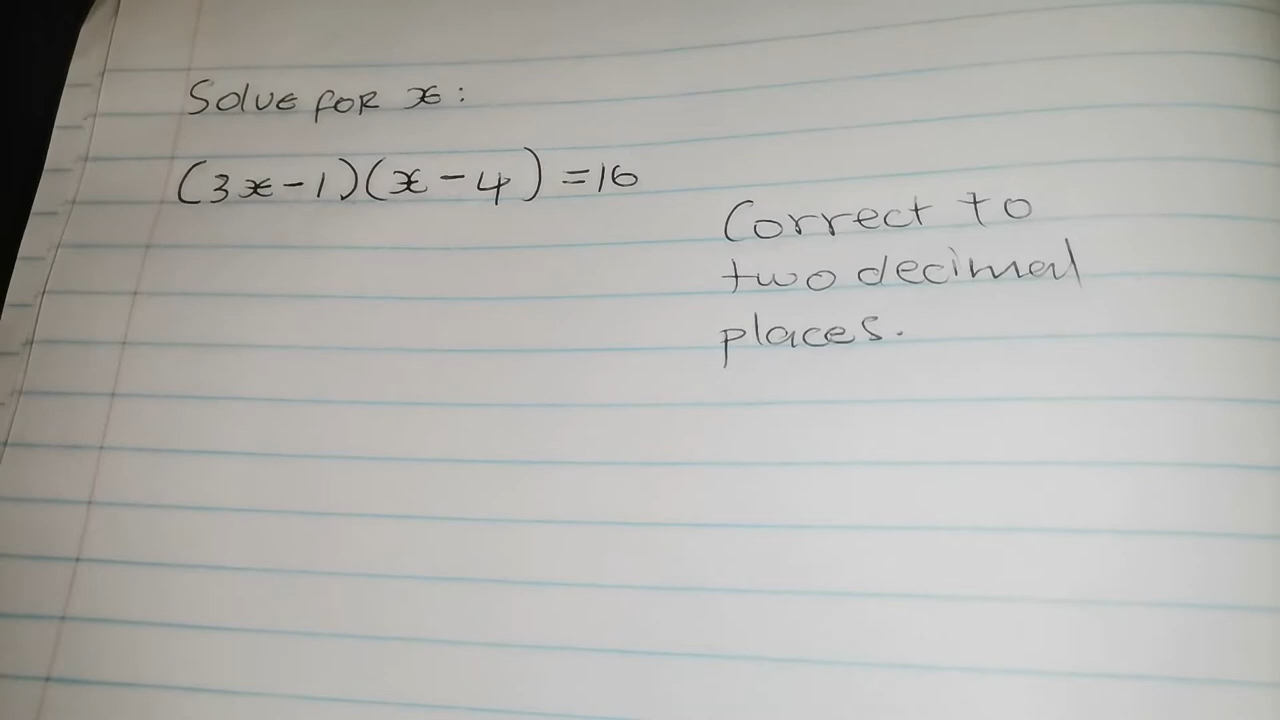 Solve for x:
(3x-1)(x-4) = 16
Correct to
two decimal
places.